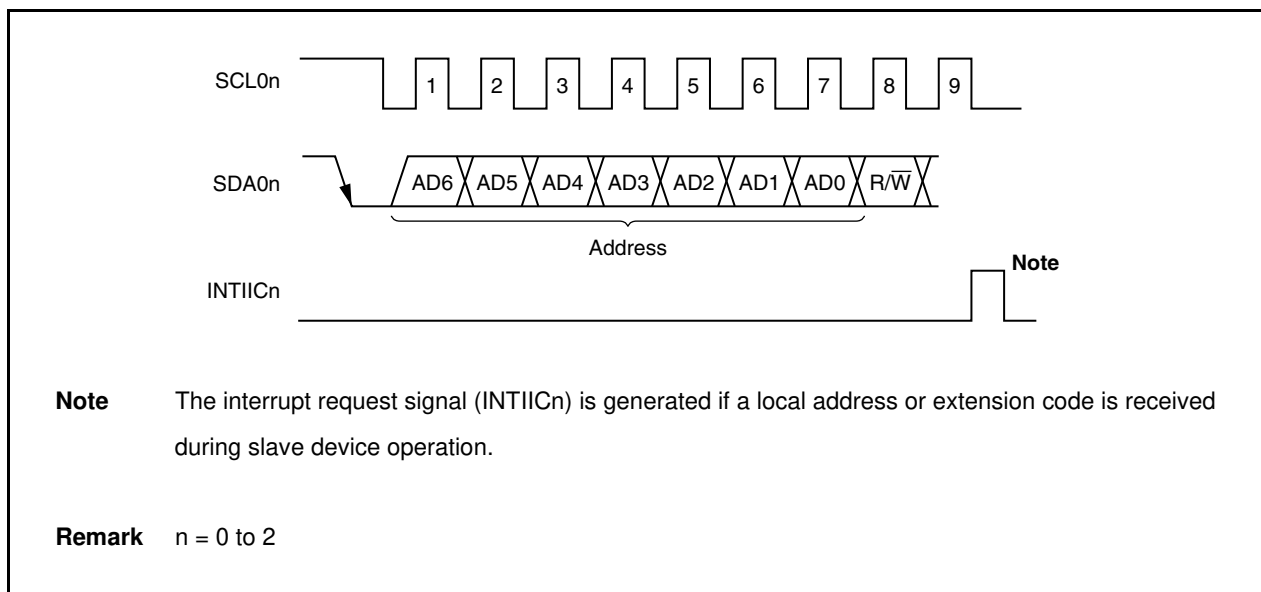 SCL0n
1 2 3 4 5 6 7 8 9
SDA0n
AD6 AD5 AD4 AD3 AD2 AD1 AD0 R/W̅
Address
Note
INTIICn
Note The interrupt request signal (INTIICn) is generated if a local address or extension code is received
during slave device operation.
Remark n = 0 to 2